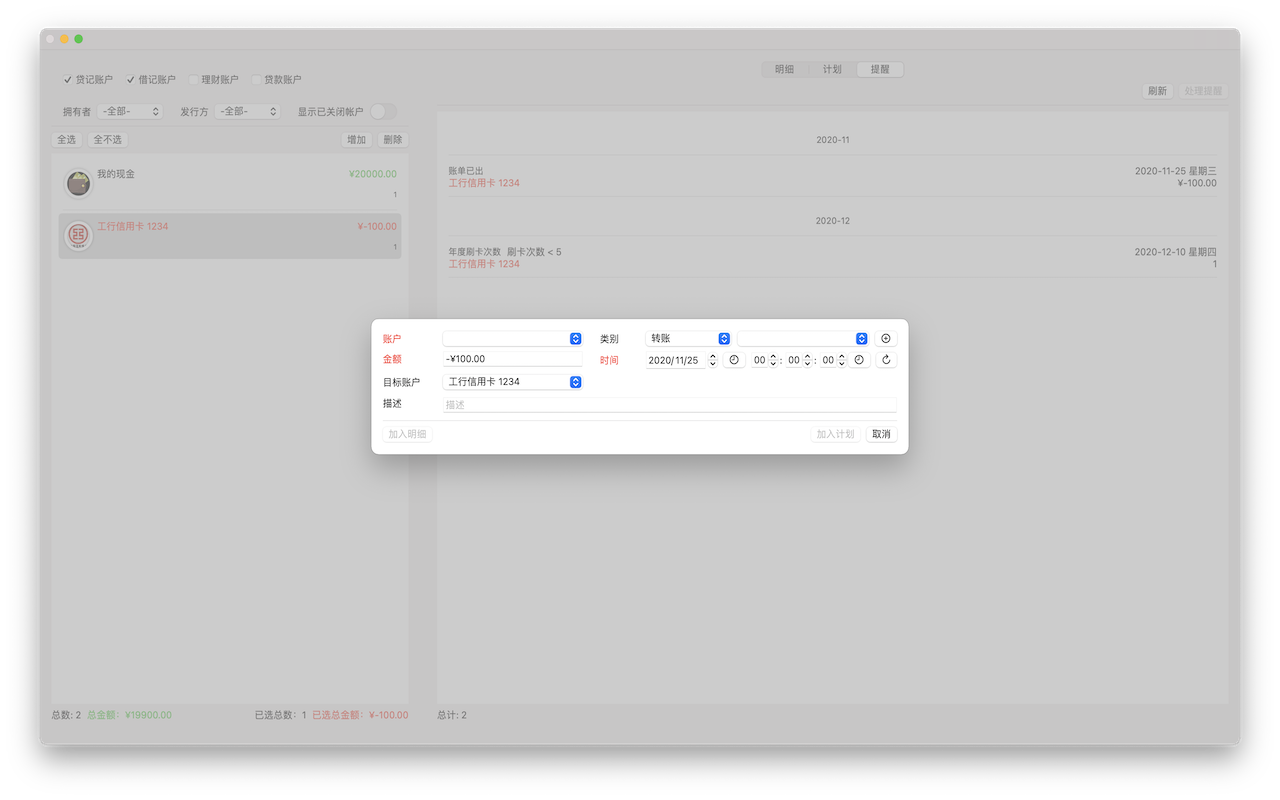 贷记账户 借记账户 理财账户 贷款账户
拥有者 -全部- 发行方 -全部- 显示已关闭帐户
全选 全不选 增加 删除
我的现金 ¥20000.00
1
工行信用卡 1234 ¥-100.00
1
总数: 2 总金额: ¥19900.00 已选总数: 1 已选总金额: ¥-100.00
明细 计划 提醒
刷新 处理提醒
2020-11
账单已出 2020-11-25 星期三
工行信用卡 1234 ¥-100.00
2020-12
年度刷卡次数 刷卡次数 < 5 2020-12-10 星期四
工行信用卡 1234 1
总计: 2
账户 类别 转账
金额 -¥100.00 时间 2020/11/25 00 : 00 : 00
目标账户 工行信用卡 1234
描述 描述
加入明细 加入计划 取消